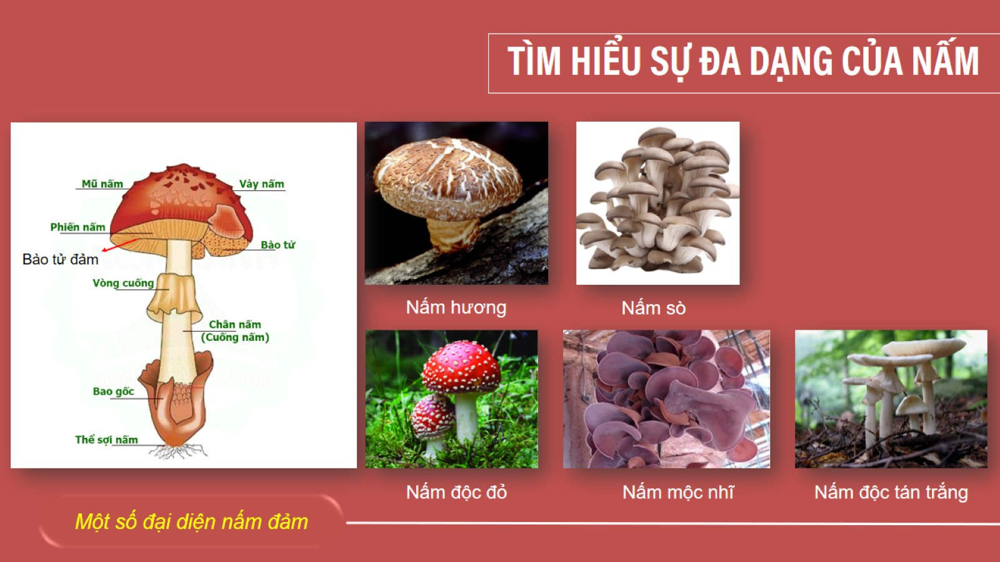 TÌM HIỂU SỰ ĐA DẠNG CỦA NẤM
Mũ nấm
Vảy nấm
Phiến nấm
Bào tử
Bào tử đảm
Vòng cuống
Chân nấm
(Cuống nấm)
Bao gốc
Thể sợi nấm
Nấm hương
Nấm sò
Nấm độc đỏ
Nấm mộc nhĩ
Nấm độc tán trắng
Một số đại diện nấm đảm